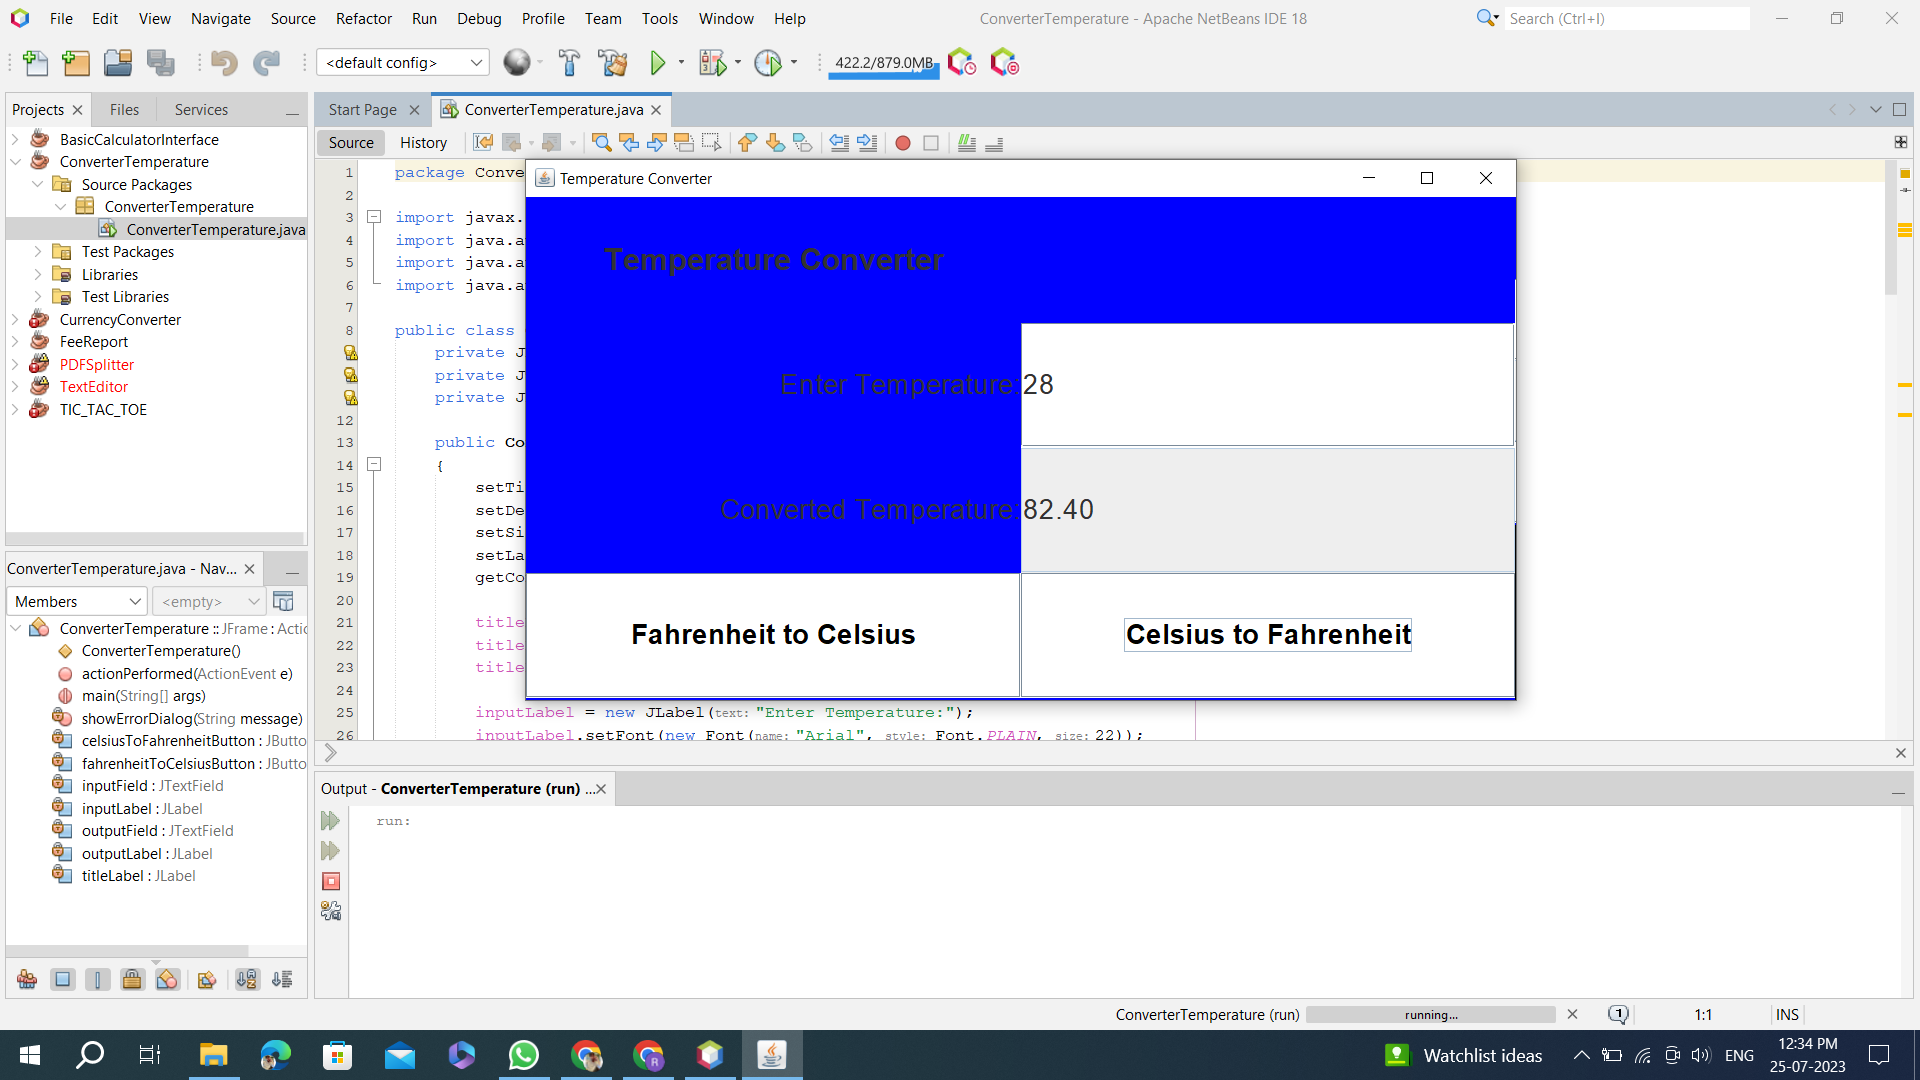 File Edit View Navigate Source Refactor Run Debug Profile Team Tools Window Help
ConverterTemperature - Apache NetBeans IDE 18
Search (Ctrl+I)
<default config>
422.2/879.0MB
Projects Files Services
Start Page ConverterTemperature.java
Source History
BasicCalculatorInterface
ConverterTemperature
Source Packages
ConverterTemperature
ConverterTemperature.java
Test Packages
Libraries
Test Libraries
CurrencyConverter
FeeReport
PDFSplitter
TextEditor
TIC_TAC_TOE
1 package Conve
2
3 import javax.
4 import java.a
5 import java.a
6 import java.a
7
8 public class
private J
private J
private J
12
13 public Co
14 {
15 setTi
16 setDe
17 setSi
18 setLa
19 getCo
20
21 title
22 title
23 title
24
25 inputLabel = new JLabel(text: "Enter Temperature:");
26 inputLabel.setFont(new Font(name: "Arial", style: Font.PLAIN, size: 22));
Temperature Converter
Temperature Converter
Enter Temperature: 28
Converted Temperature: 82.40
Fahrenheit to Celsius
Celsius to Fahrenheit
ConverterTemperature.java - Nav...
Members
<empty>
ConverterTemperature :: JFrame : Actic
ConverterTemperature()
actionPerformed(ActionEvent e)
main(String[] args)
showErrorDialog(String message)
celsiusToFahrenheitButton : JButto
fahrenheitToCelsiusButton : JButto
inputField : JTextField
inputLabel : JLabel
outputField : JTextField
outputLabel : JLabel
titleLabel : JLabel
Output - ConverterTemperature (run) ...
run:
ConverterTemperature (run)
running...
1
1:1
INS
Watchlist ideas
ENG
12:34 PM
25-07-2023